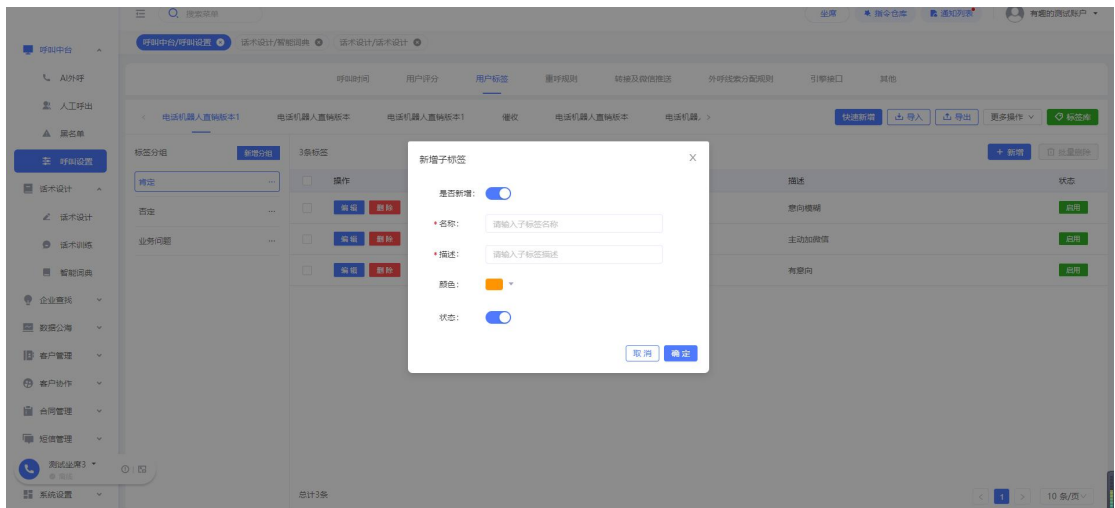 搜索菜单
坐席
指令仓库
通知列表
有趣的测试账户
呼叫中台
呼叫中台/呼叫设置
话术设计/智能词典
话术设计/话术设计
AI外呼
人工呼出
黑名单
呼叫设置
话术设计
话术设计
话术训练
智能词典
企业查找
数据公海
客户管理
客户协作
合同管理
短信管理
测试坐席3
系统设置
呼叫时间
用户评分
用户标签
重呼规则
转接及微信推送
外呼线索分配规则
引擎接口
其他
电话机器人直销版本1
电话机器人直销版本
电话机器人直销版本1
催收
电话机器人直销版本
电话机器.
快速新增
导入
导出
更多操作
标签库
标签分组
新增分组
3条标签
+ 新增
批量删除
肯定
否定
业务问题
操作
描述
状态
编辑
删除
意向模糊
启用
编辑
删除
主动加微信
启用
编辑
删除
有意向
启用
新增子标签
X
是否新增:
*名称:
请输入子标签名称
*描述:
请输入子标签描述
颜色:
状态:
取消
确定
总计3条
1
10 条/页